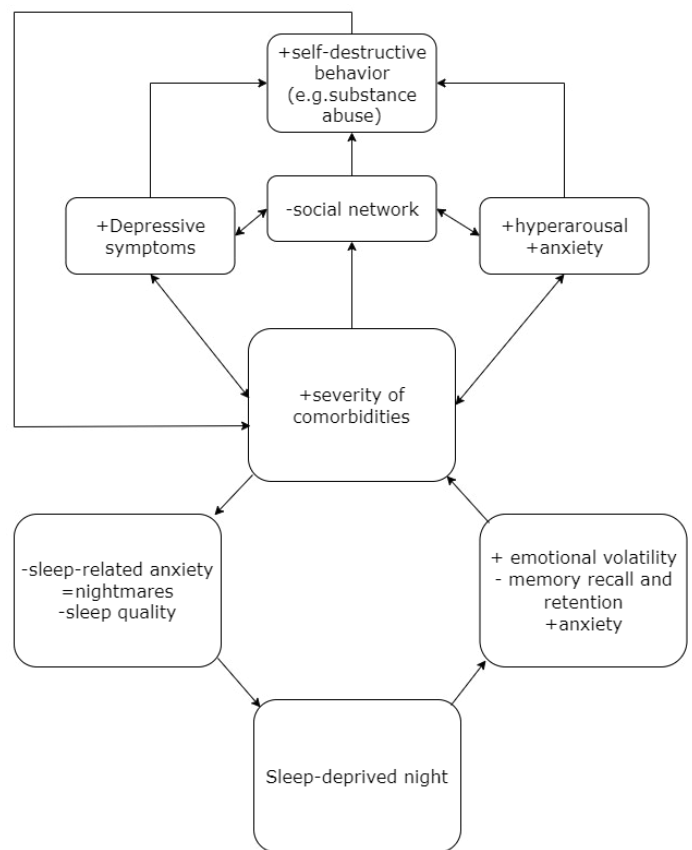 +self-destructive
behavior
(e.g.substance
abuse)
-social network
+Depressive
symptoms
+hyperarousal
+anxiety
+severity of
comorbidities
-sleep-related anxiety
=nightmares
-sleep quality
+ emotional volatility
- memory recall and
retention
+anxiety
Sleep-deprived night